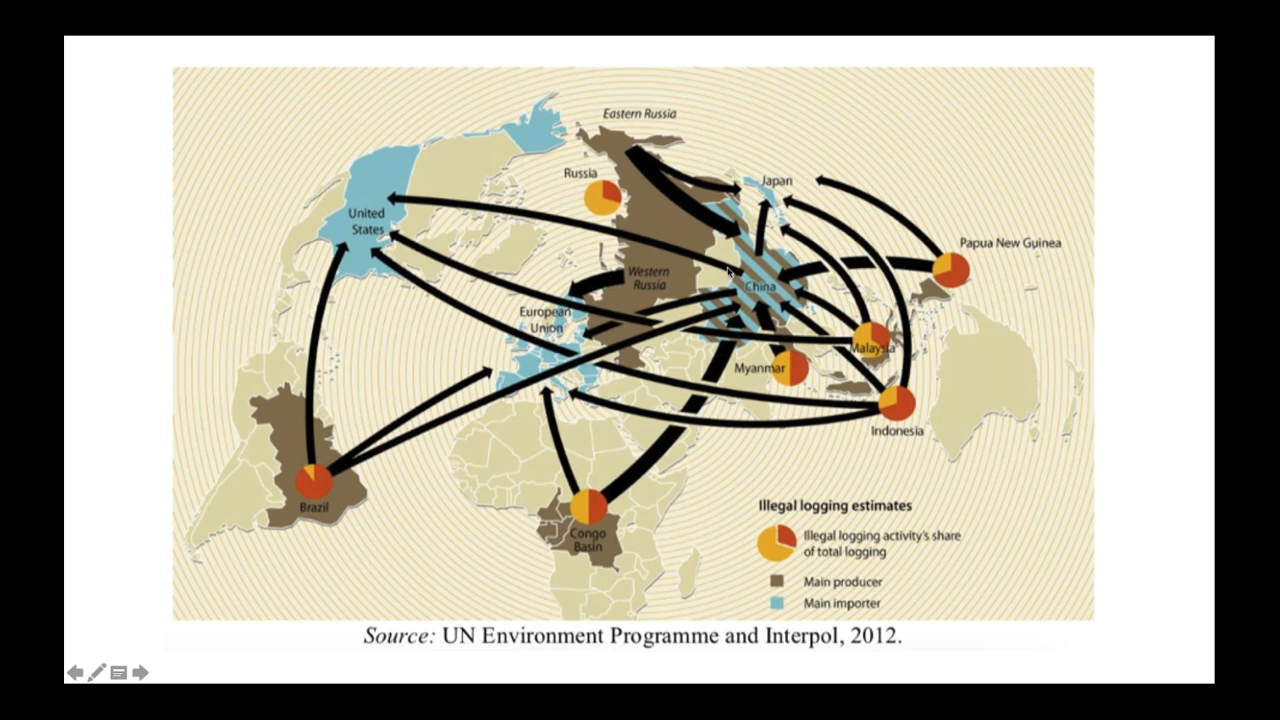 Eastern Russia
Russia
Japan
United
States
Papua New Guinea
Western
Russia
China
European
Union
Malaysia
Myanmar
Indonesia
Brazil
Congo
Basin
Illegal logging estimates
Illegal logging activity's share
of total logging
Main producer
Main importer
Source: UN Environment Programme and Interpol, 2012.